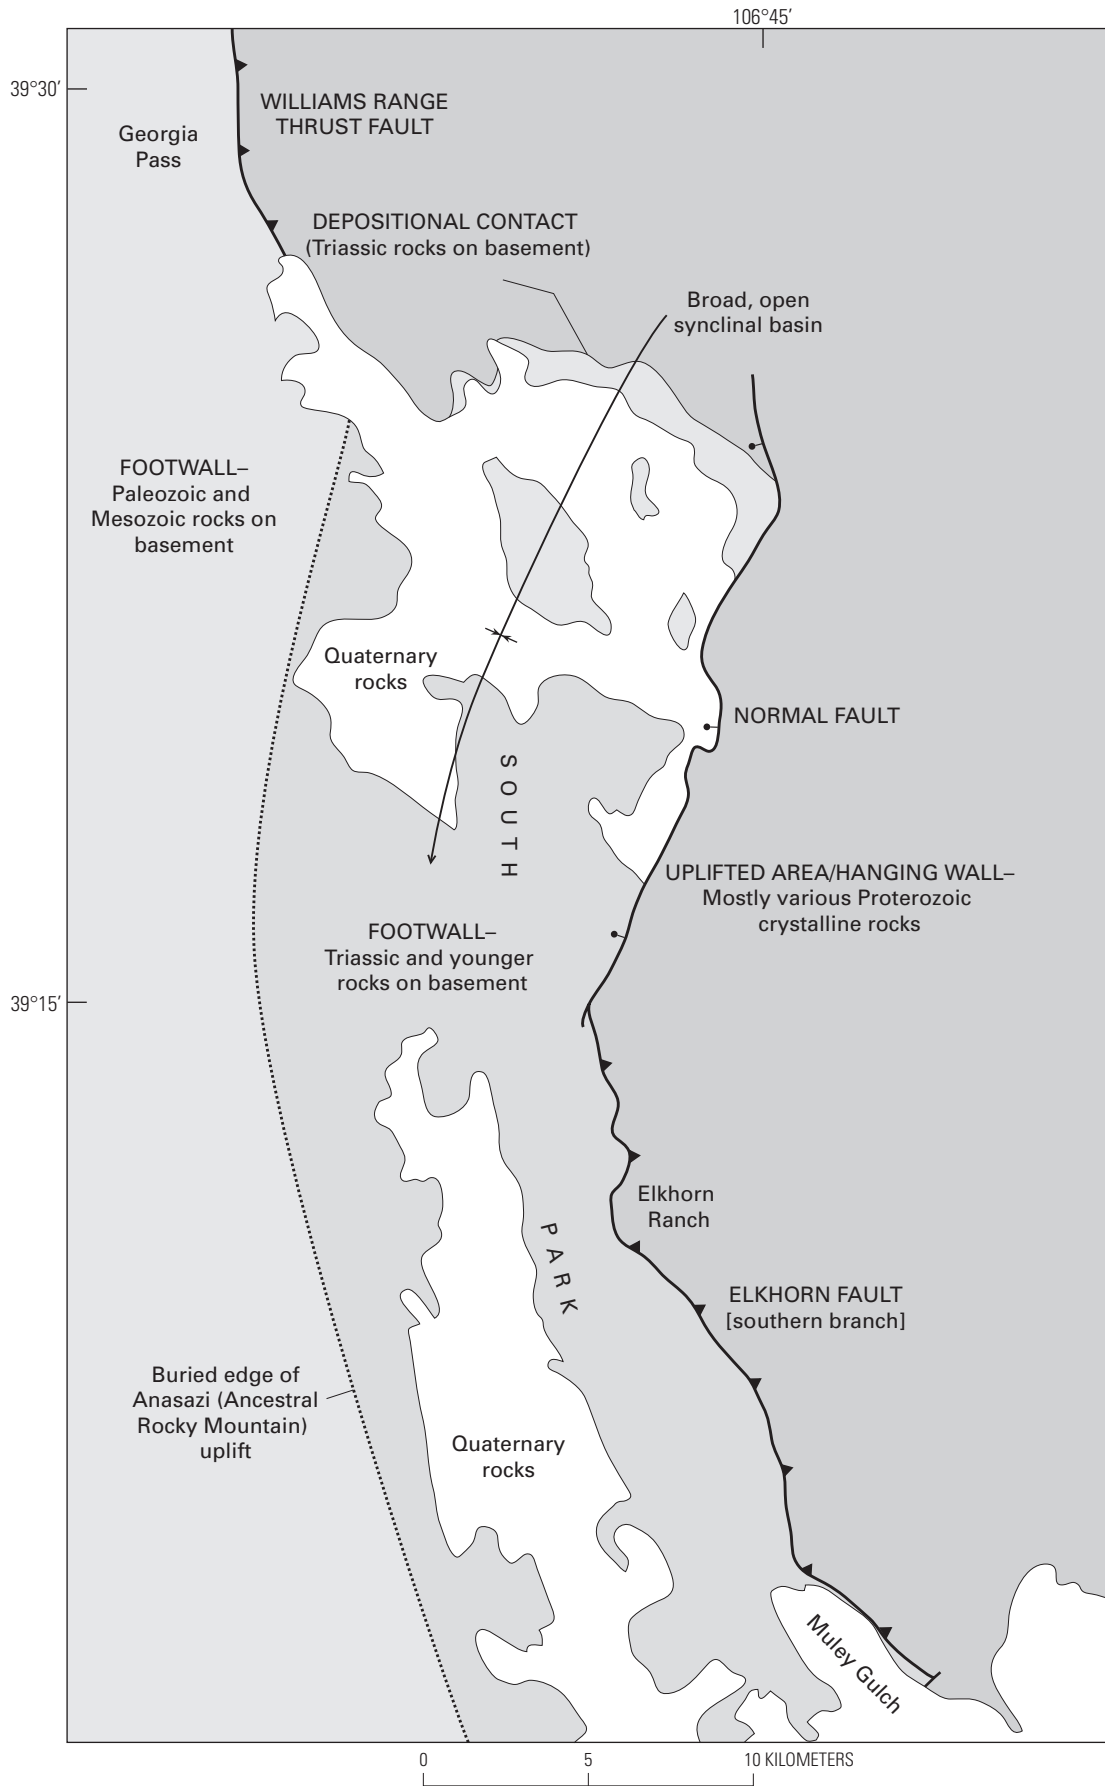 106°45′
39°30′
WILLIAMS RANGE
THRUST FAULT
Georgia
Pass
DEPOSITIONAL CONTACT
(Triassic rocks on basement)
Broad, open
synclinal basin
FOOTWALL–
Paleozoic and
Mesozoic rocks on
basement
Quaternary
rocks
NORMAL FAULT
SOUTH
UPLIFTED AREA/HANGING WALL–
Mostly various Proterozoic
crystalline rocks
FOOTWALL–
Triassic and younger
rocks on basement
39°15′
Elkhorn
Ranch
PARK
ELKHORN FAULT
[southern branch]
Buried edge of
Anasazi (Ancestral
Rocky Mountain)
uplift
Quaternary
rocks
Muley Gulch
0 5 10 KILOMETERS